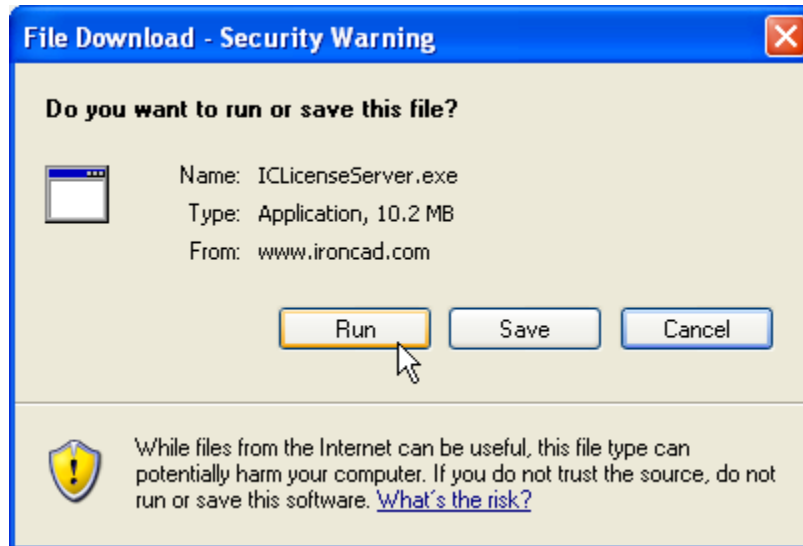 File Download - Security Warning
Do you want to run or save this file?
Name: ICLicenseServer.exe
Type: Application, 10.2 MB
From: www.ironcad.com
Run Save Cancel
While files from the Internet can be useful, this file type can
potentially harm your computer. If you do not trust the source, do not
run or save this software. What's the risk?